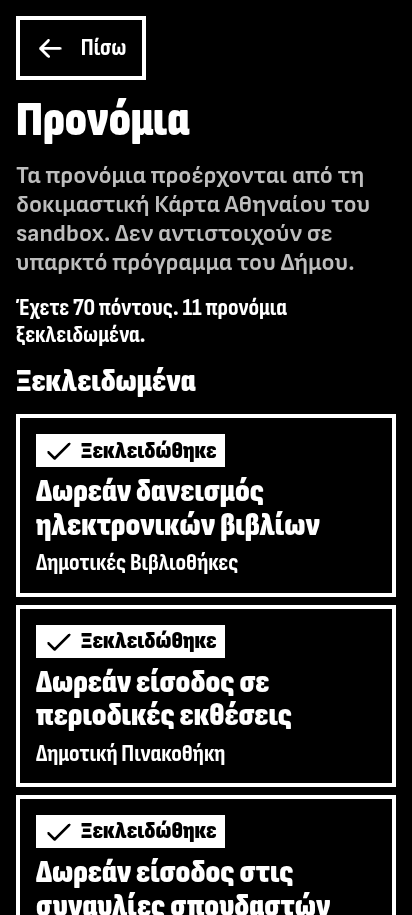 Πίσω
Προνόμια
Τα προνόμια προέρχονται από τη
δοκιμαστική Κάρτα Αθηναίου του
sandbox. Δεν αντιστοιχούν σε
υπαρκτό πρόγραμμα του Δήμου.
Έχετε 70 πόντους. 11 προνόμια
ξεκλειδωμένα.
Ξεκλειδωμένα
Ξεκλειδώθηκε
Δωρεάν δανεισμός
ηλεκτρονικών βιβλίων
Δημοτικές Βιβλιοθήκες
Ξεκλειδώθηκε
Δωρεάν είσοδος σε
περιοδικές εκθέσεις
Δημοτική Πινακοθήκη
Ξεκλειδώθηκε
Δωρεάν είσοδος στις
συναυλίες σπουδαστών